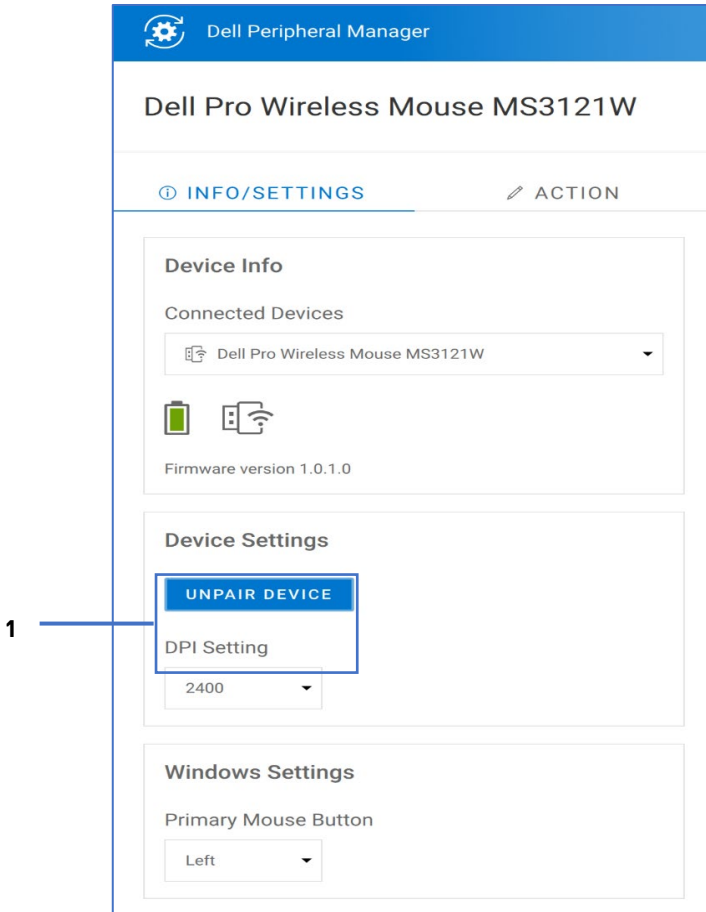 Dell Peripheral Manager
Dell Pro Wireless Mouse MS3121W
INFO/SETTINGS
ACTION
Device Info
Connected Devices
Dell Pro Wireless Mouse MS3121W
Firmware version 1.0.1.0
Device Settings
UNPAIR DEVICE
1
DPI Setting
2400
Windows Settings
Primary Mouse Button
Left